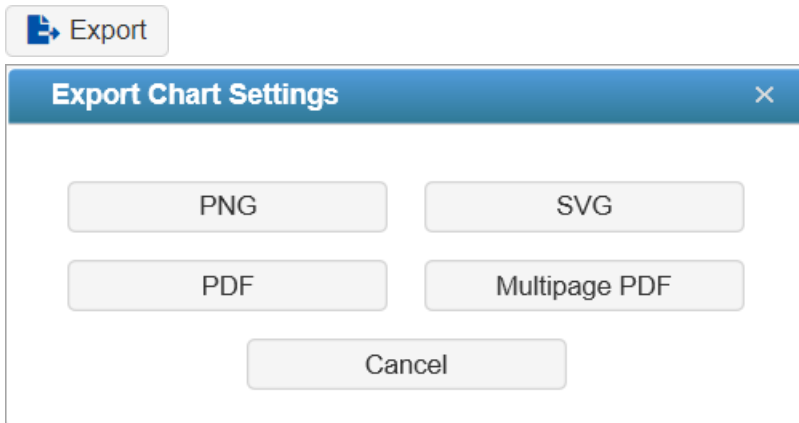 Export
Export Chart Settings ×
PNG SVG
PDF Multipage PDF
Cancel